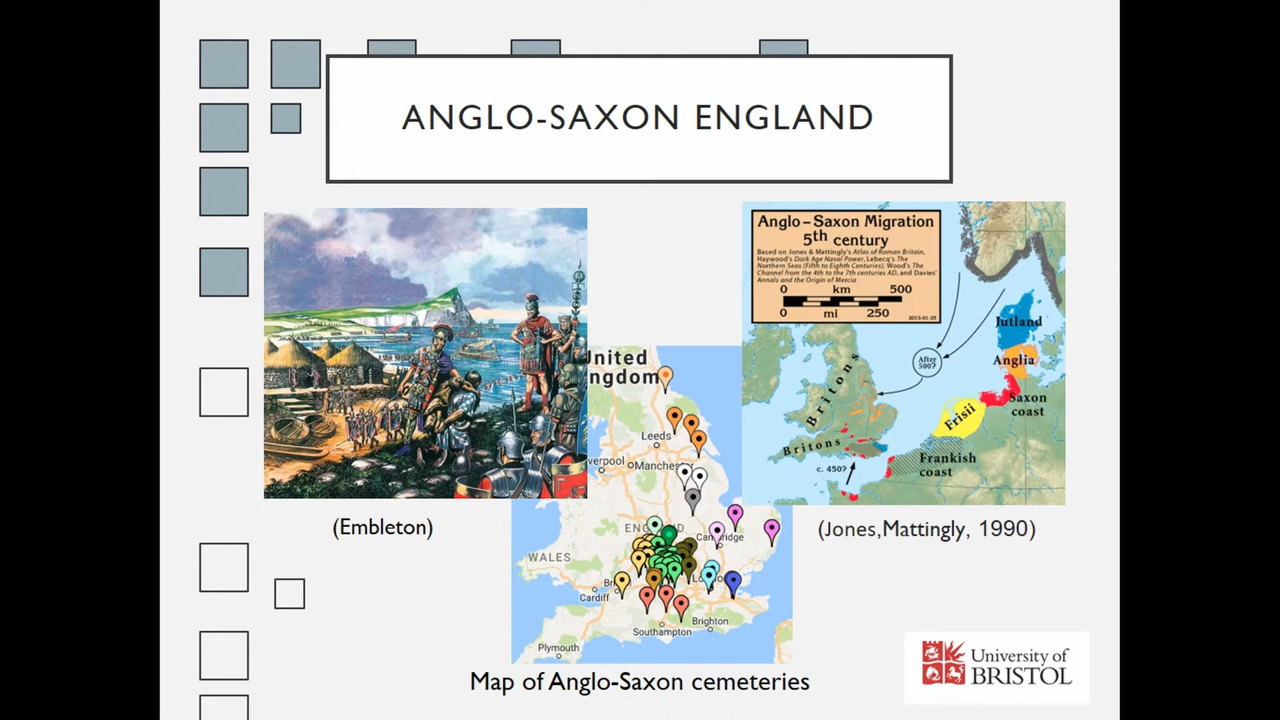 ANGLO-SAXON ENGLAND
(Embleton)
Anglo-Saxon Migration
5th century
Based on Jones & Mattingly's Atlas of Roman Britain,
Haywood's Dark Age Naval Power, Lebecq's The
Northern Seas (Fifth to Eighth Centuries), Wood's The
Channel from the 4th to the 7th centuries AD, and Davies'
Annals and the Origin of Mercia
0 km 500
0 mi 250
Jutland
Anglia
After
500?
Saxon
coast
Frisii
Frankish
coast
Britons
Britons
c. 450?
(Jones,Mattingly, 1990)
United
ngdom
Leeds
verpool
Manches
ENGLAND
Cambridge
WALES
Cardiff
Southampton
Brighton
Plymouth
Map of Anglo-Saxon cemeteries
University of
BRISTOL